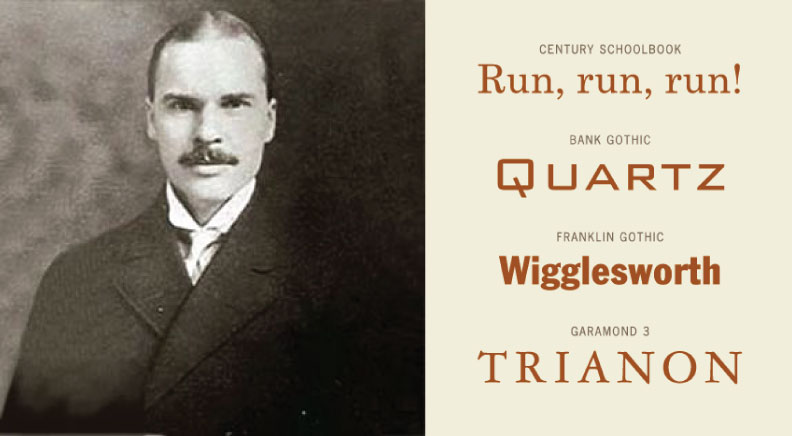 CENTURY SCHOOLBOOK
Run, run, run!
BANK GOTHIC
QUARTZ
FRANKLIN GOTHIC
Wigglesworth
GARAMOND 3
TRIANON